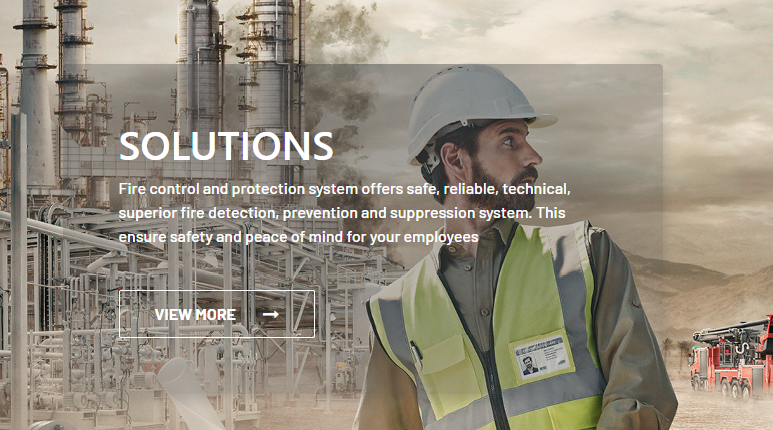 SOLUTIONS
Fire control and protection system offers safe, reliable, technical,
superior fire detection, prevention and suppression system. This
ensure safety and peace of mind for your employees
VIEW MORE